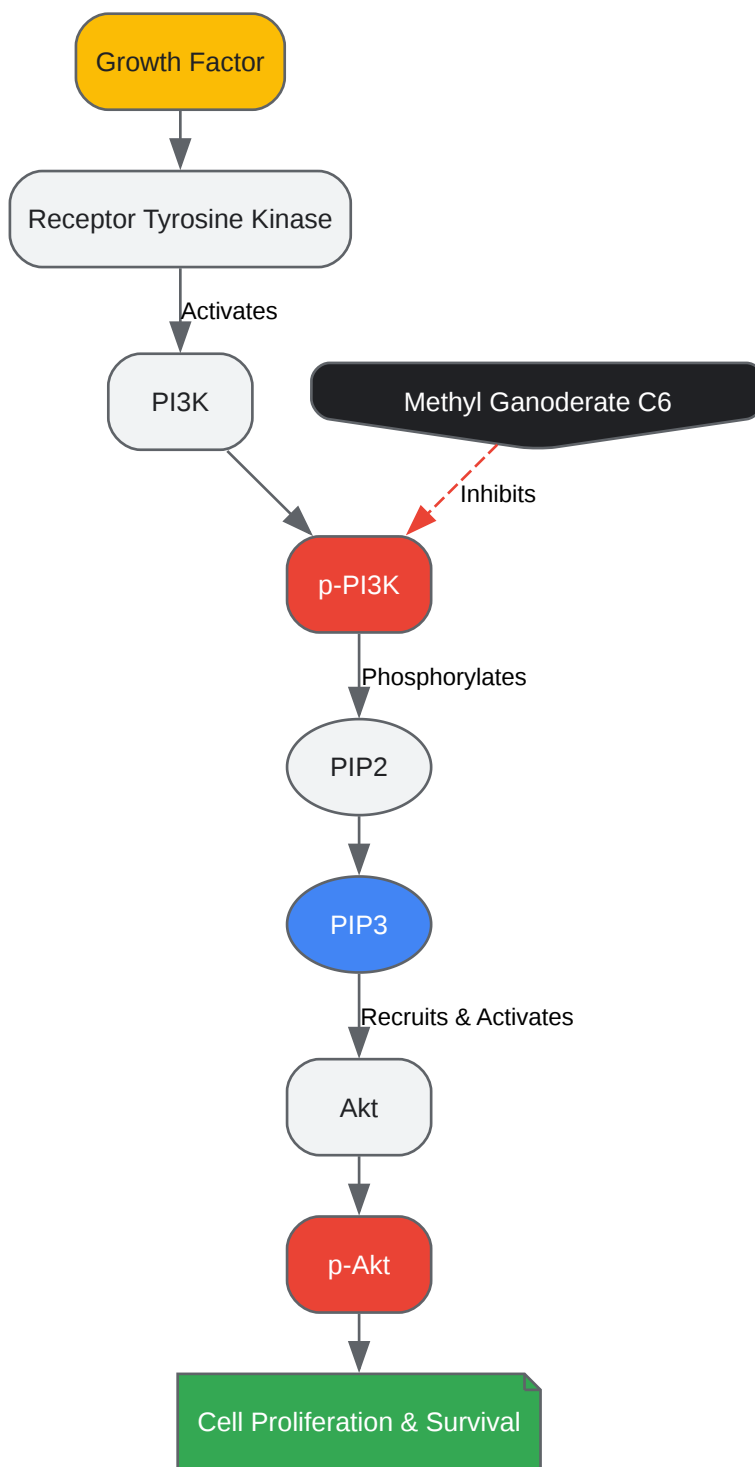 Growth Factor
Receptor Tyrosine Kinase
Activates
PI3K
Methyl Ganoderate C6
Inhibits
p-PI3K
Phosphorylates
PIP2
PIP3
Recruits & Activates
Akt
p-Akt
Cell Proliferation & Survival